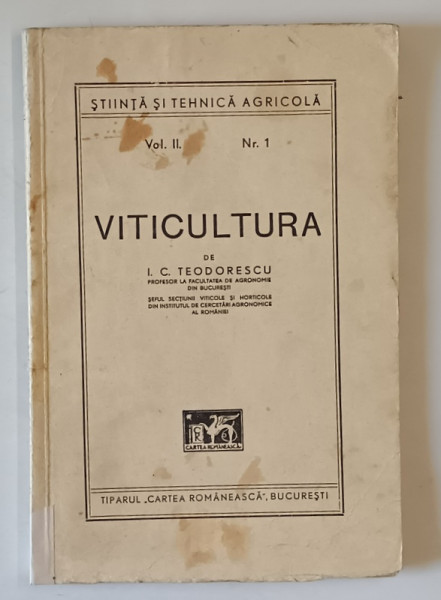 ȘTIINȚĂ ȘI TEHNICĂ AGRICOLĂ
Vol. II. Nr. 1
VITICULTURA
DE
I. C. TEODORESCU
PROFESOR LA FACULTATEA DE AGRONOMIE
DIN BUCUREȘTI
ȘEFUL SECȚIUNII VITICOLE ȘI HORTICOLE
DIN INSTITUTUL DE CERCETĂRI AGRONOMICE
AL ROMÂNIEI
CARTEA ROMÂNEASCĂ
TIPARUL „CARTEA ROMÂNEASCĂ”, BUCUREȘTI